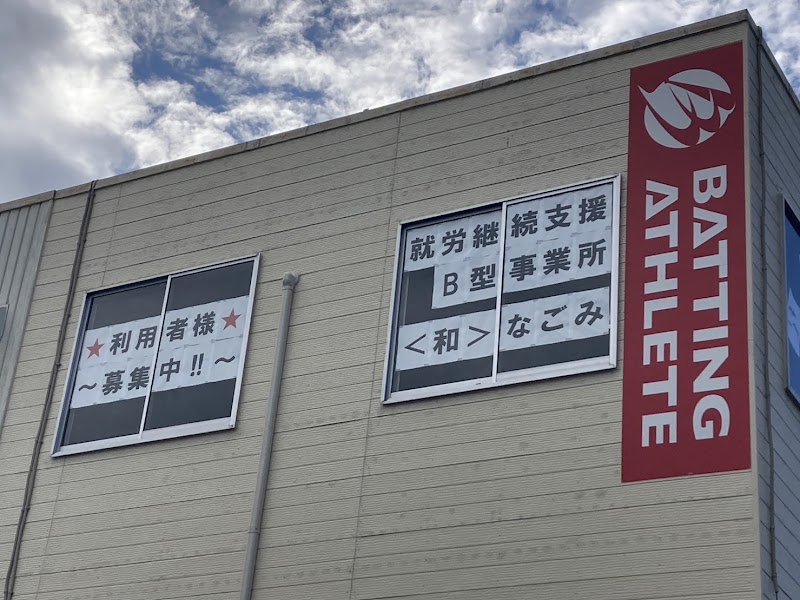 ★利用者様★
～募集中!!～
就労継続支援
B型事業所
＜和＞なごみ
BATTING
ATHLETE